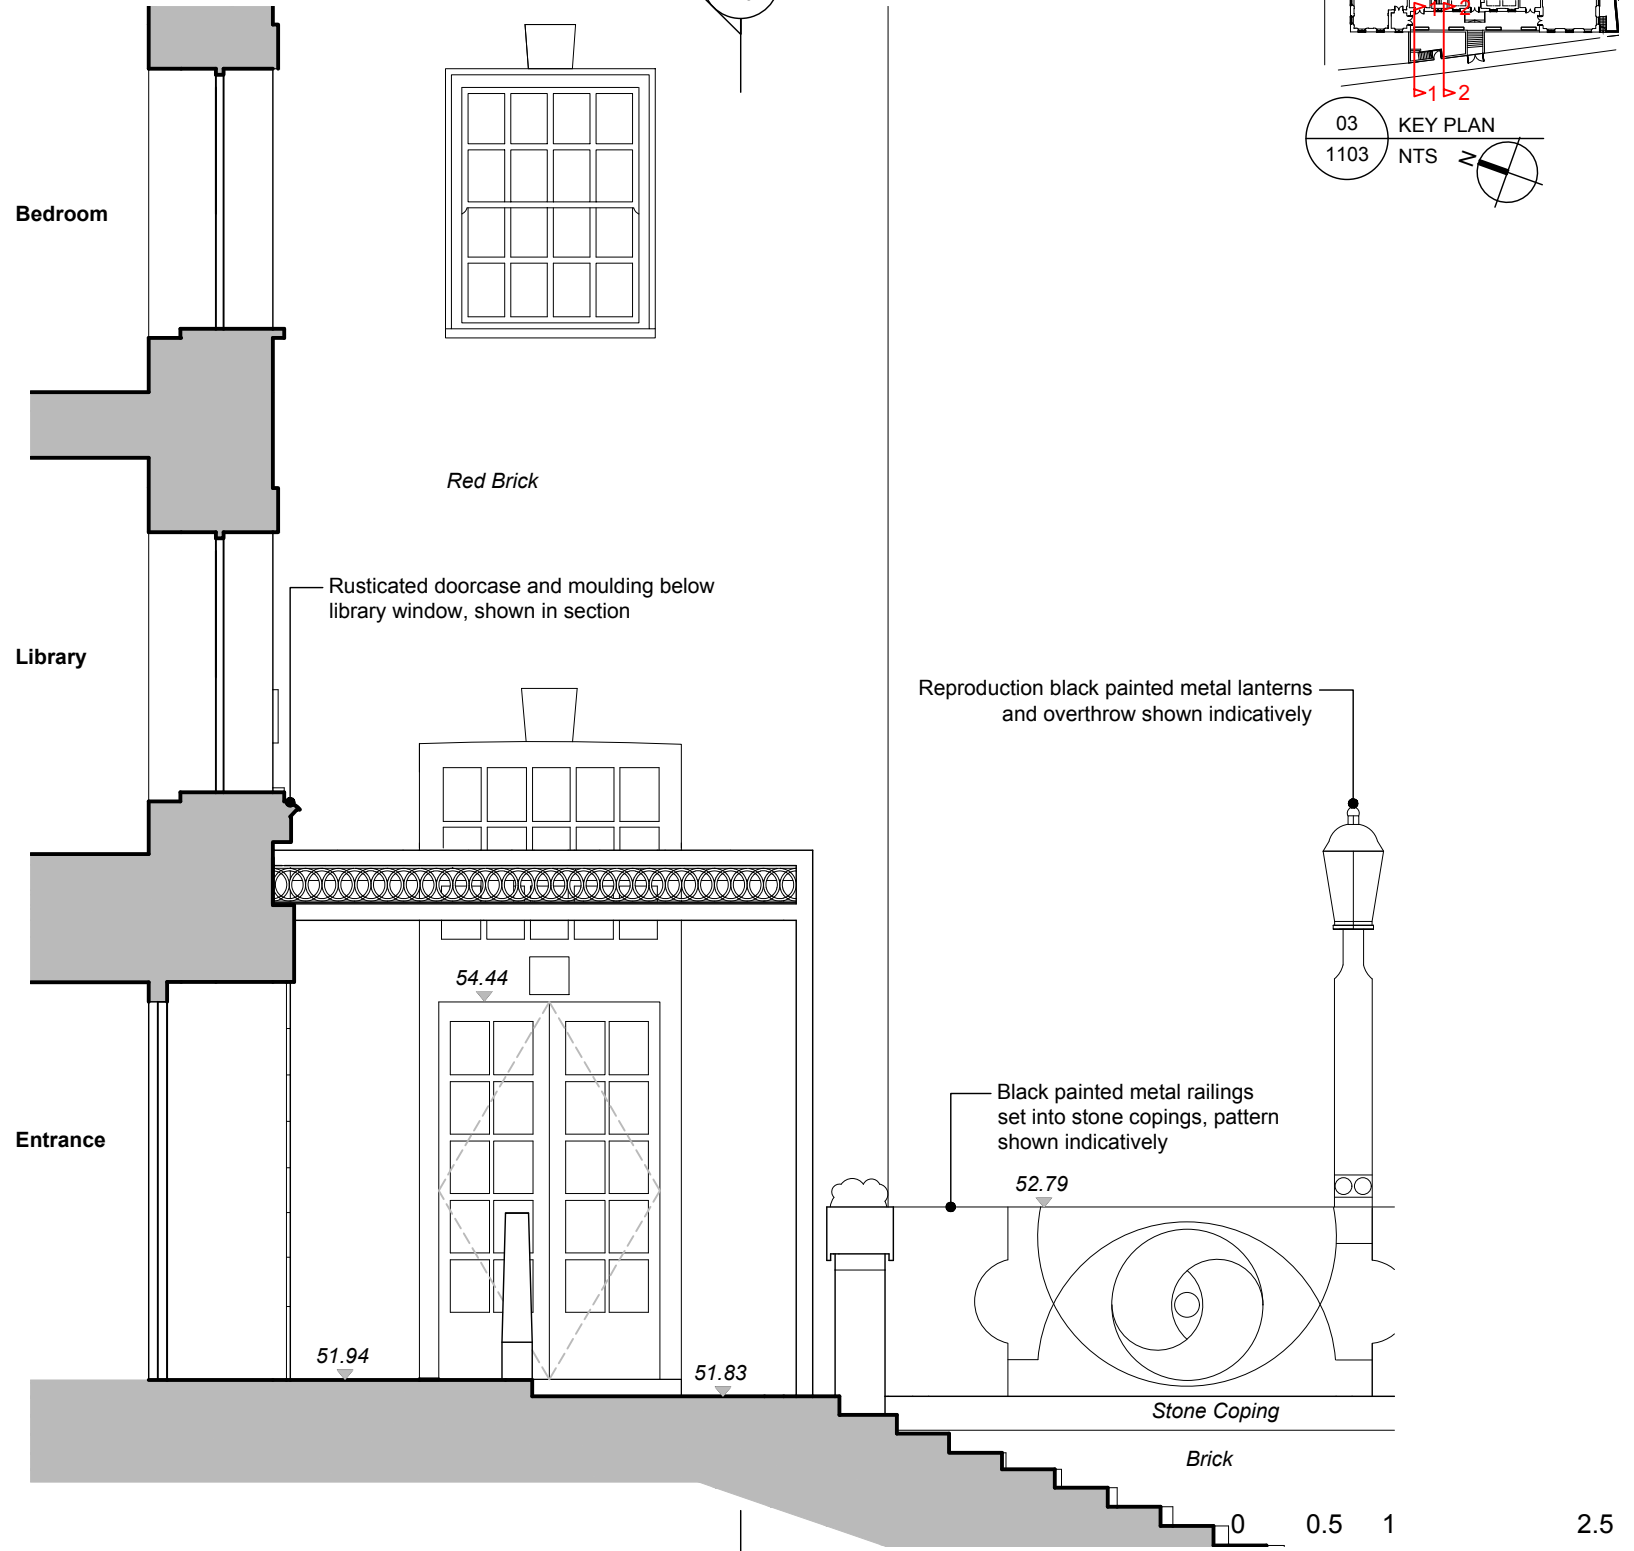 1
2
1
2
03
KEY PLAN
1103
NTS
N
Bedroom
Red Brick
Rusticated doorcase and moulding below
library window, shown in section
Library
Reproduction black painted metal lanterns
and overthrow shown indicatively
54.44
Black painted metal railings
set into stone copings, pattern
shown indicatively
Entrance
52.79
51.94
51.83
Stone Coping
Brick
0
0.5
1
2.5